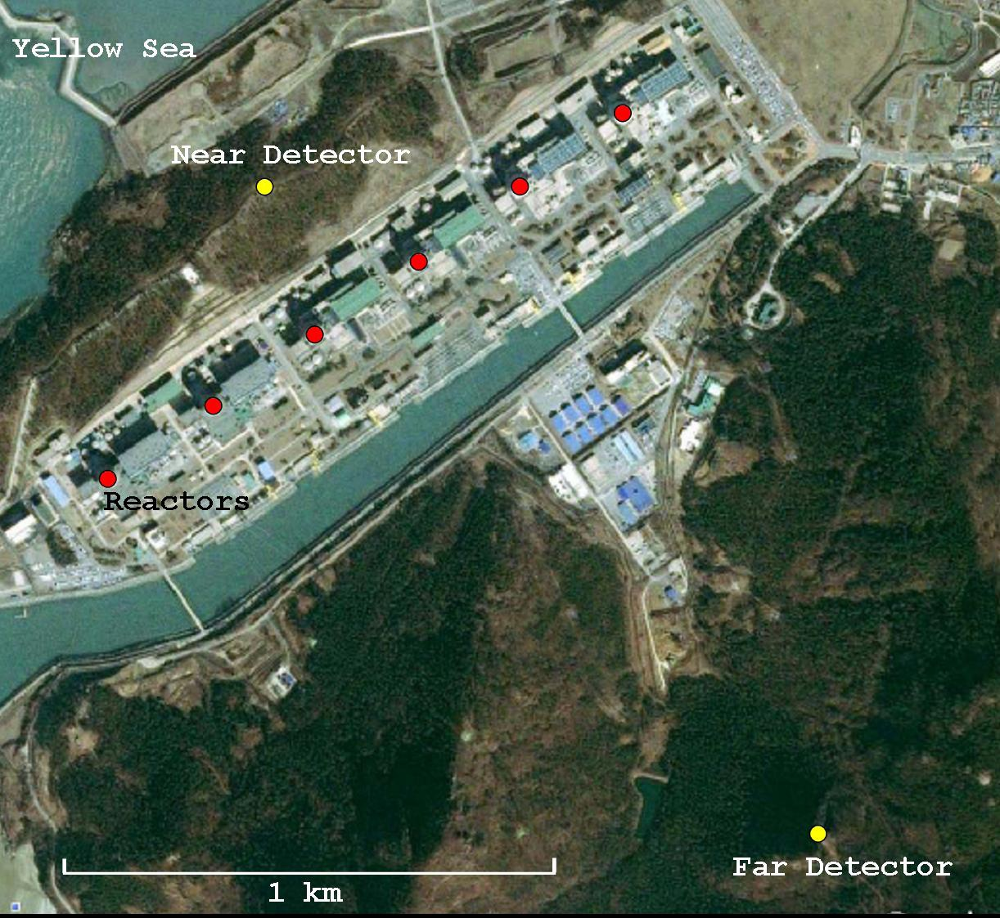 Yellow Sea
Near Detector
Reactors
Far Detector
1 km